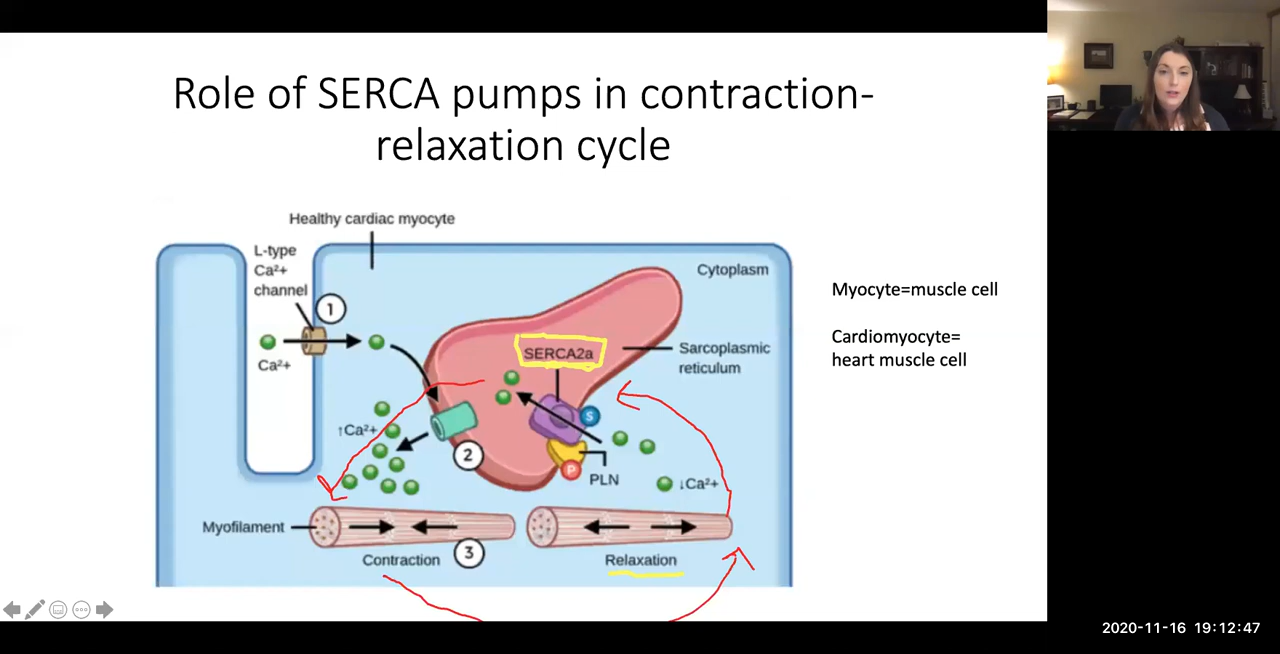 Role of SERCA pumps in contraction-
relaxation cycle
Healthy cardiac myocyte
L-type
Ca²⁺
channel
1
Ca²⁺
Cytoplasm
SERCA2a
Sarcoplasmic
reticulum
S
↑Ca²⁺
2
P
PLN
↓Ca²⁺
Myofilament
Contraction
3
Relaxation
Myocyte=muscle cell
Cardiomyocyte=
heart muscle cell
2020-11-16 19:12:47